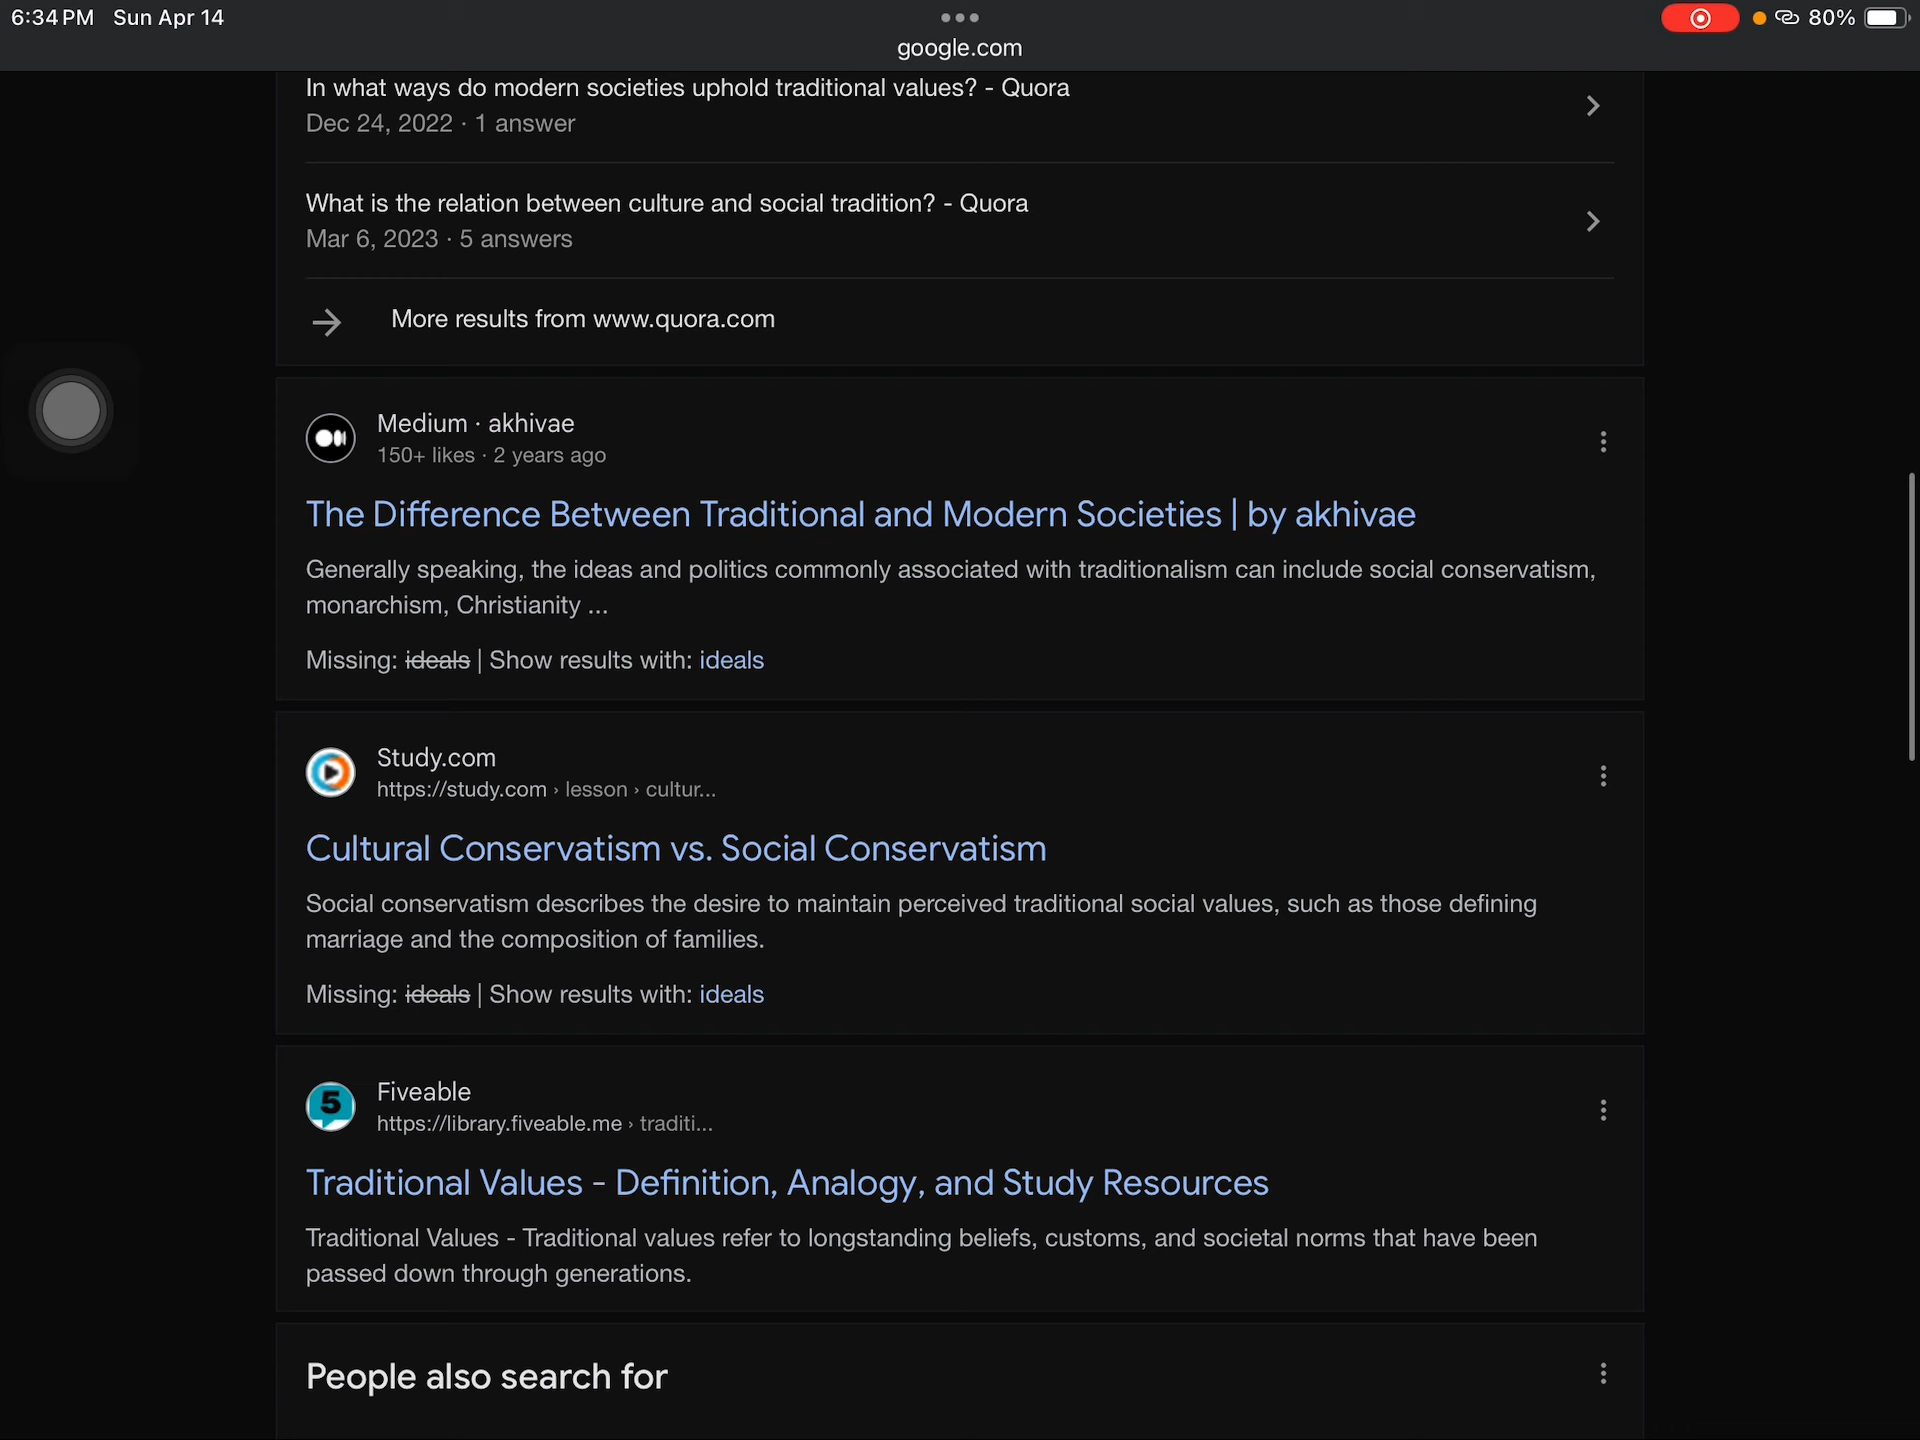 6:34 PM Sun Apr 14
80%
google.com
In what ways do modern societies uphold traditional values? - Quora
Dec 24, 2022 · 1 answer
What is the relation between culture and social tradition? - Quora
Mar 6, 2023 · 5 answers
More results from www.quora.com
Medium · akhivae
150+ likes · 2 years ago
The Difference Between Traditional and Modern Societies | by akhivae
Generally speaking, the ideas and politics commonly associated with traditionalism can include social conservatism,
monarchism, Christianity ...
Missing: ideals | Show results with: ideals
Study.com
https://study.com › lesson › cultur...
Cultural Conservatism vs. Social Conservatism
Social conservatism describes the desire to maintain perceived traditional social values, such as those defining
marriage and the composition of families.
Missing: ideals | Show results with: ideals
5
Fiveable
https://library.fiveable.me › traditi...
Traditional Values - Definition, Analogy, and Study Resources
Traditional Values - Traditional values refer to longstanding beliefs, customs, and societal norms that have been
passed down through generations.
People also search for